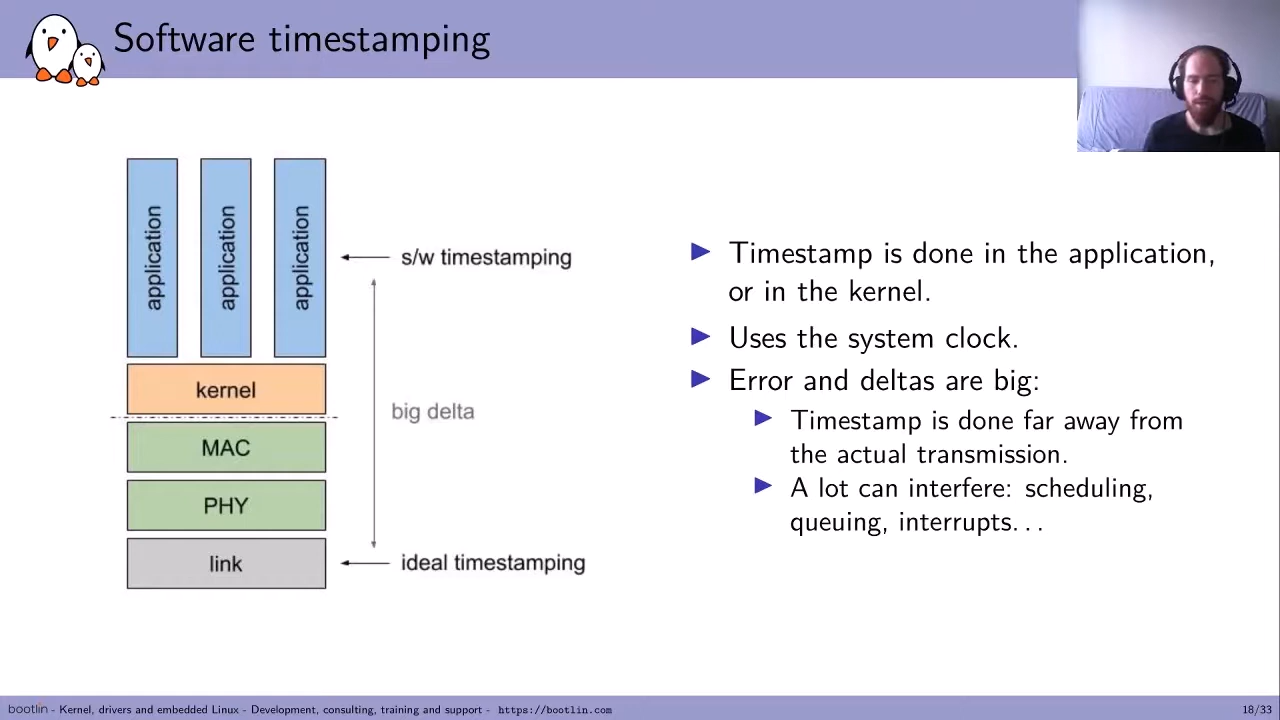 Software timestamping
application
application
application
s/w timestamping
kernel
big delta
MAC
PHY
link
ideal timestamping
Timestamp is done in the application,
or in the kernel.
Uses the system clock.
Error and deltas are big:
Timestamp is done far away from
the actual transmission.
A lot can interfere: scheduling,
queuing, interrupts...
bootlin - Kernel, drivers and embedded Linux - Development, consulting, training and support - https://bootlin.com
18/33